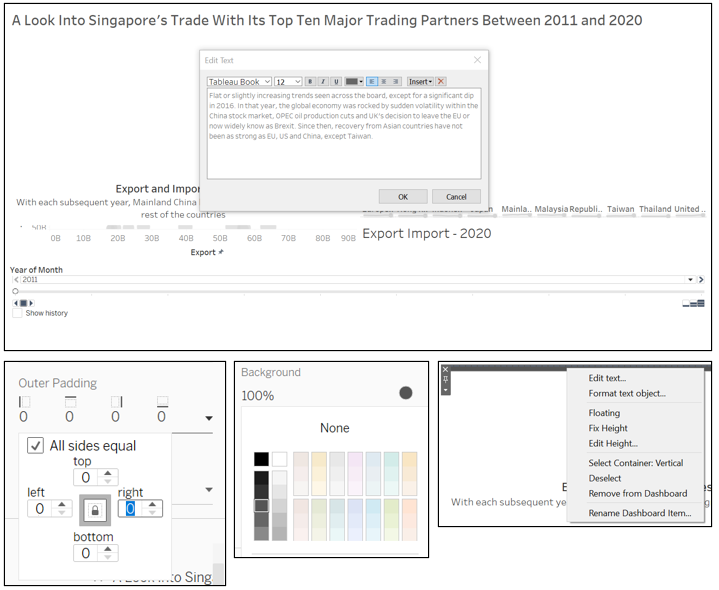 A Look Into Singapore's Trade With Its Top Ten Major Trading Partners Between 2011 and 2020
Edit Text
Tableau Book 12 B I U Insert
Flat or slightly increasing trends seen across the board, except for a significant dip
in 2016. In that year, the global economy was rocked by sudden volatility within the
China stock market, OPEC oil production cuts and UK's decision to leave the EU or
now widely known as Brexit. Since then, recovery from Asian countries have not
been as strong as EU, US and China, except Taiwan.
OK Cancel
Export and Impo
With each subsequent year, Mainland China
rest of the countries
Mainla.. Malaysia Republi.. Taiwan Thailand United ..
50B
0B 10B 20B 30B 40B 50B 60B 70B 80B 90B
Export
Export Import - 2020
Year of Month
2011
Show history
Outer Padding
0 0 0 0
All sides equal
top
0
left right
0 0
bottom
0
A Look Into Sing
Background
100%
None
Edit text...
Format text object...
Floating
Fix Height
Edit Height...
Select Container: Vertical
Deselect
Remove from Dashboard
Rename Dashboard Item...
With each subsequent ye